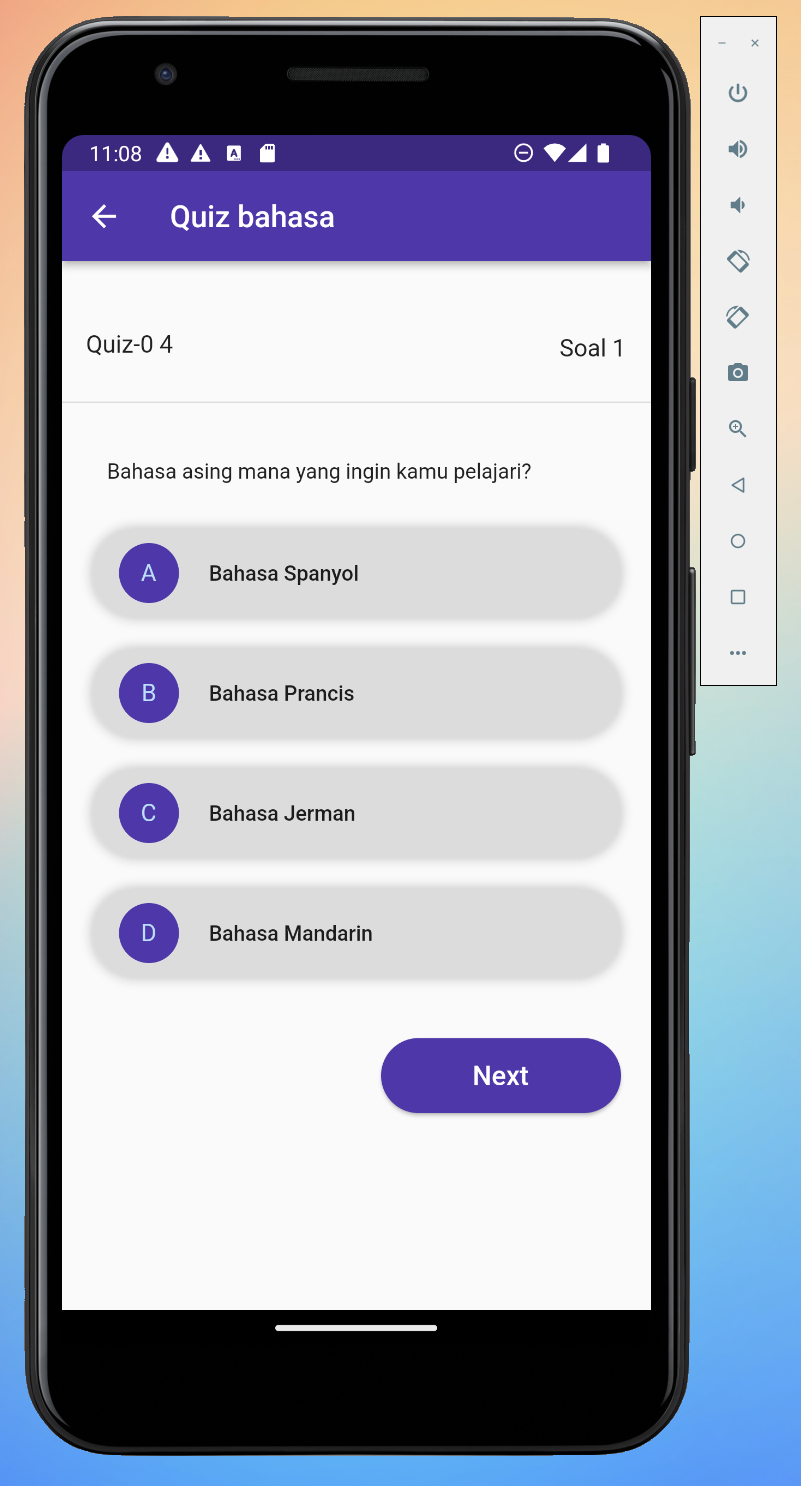 11:08
Quiz bahasa
Quiz-0 4
Soal 1
Bahasa asing mana yang ingin kamu pelajari?
A Bahasa Spanyol
B Bahasa Prancis
C Bahasa Jerman
D Bahasa Mandarin
Next